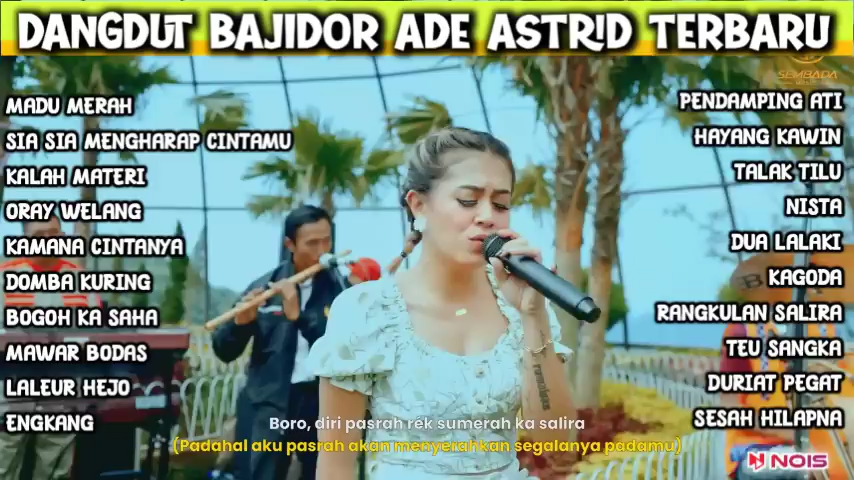 DANGDUT BAJIDOR ADE ASTRID TERBARU
SEMBADA
MADU MERAH
SIA SIA MENGHARAP CINTAMU
KALAH MATERI
ORAY WELANG
KAMANA CINTANYA
DOMBA KURING
BOGOH KA SAHA
MAWAR BODAS
LALEUR HEJO
ENGKANG
PENDAMPING ATI
HAYANG KAWIN
TALAK TILU
NISTA
DUA LALAKI
KAGODA
RANGKULAN SALIRA
TEU SANGKA
DURIAT PEGAT
SESAH HILAPNA
Boro, diri pasrah rek sumerah ka salira
(Padahal aku pasrah akan menyerahkan segalanya padamu)
NOIS